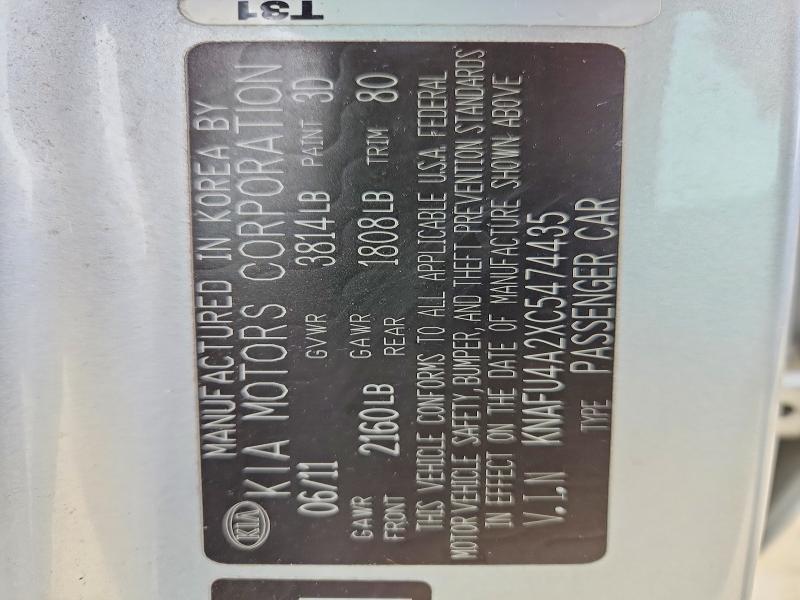 T31
MANUFACTURED IN KOREA BY
KIA KIA MOTORS CORPORATION
06/11 GVWR 3814LB PAINT 3D
GAWR FRONT 2160LB GAWR REAR 1808LB TRIM 80
THIS VEHICLE CONFORMS TO ALL APPLICABLE U.S.A. FEDERAL
MOTOR VEHICLE SAFETY, BUMPER, AND THEFT PREVENTION STANDARDS
IN EFFECT ON THE DATE OF MANUFACTURE SHOWN ABOVE.
V.I.N KNAFU4A2XC5474435
TYPE PASSENGER CAR